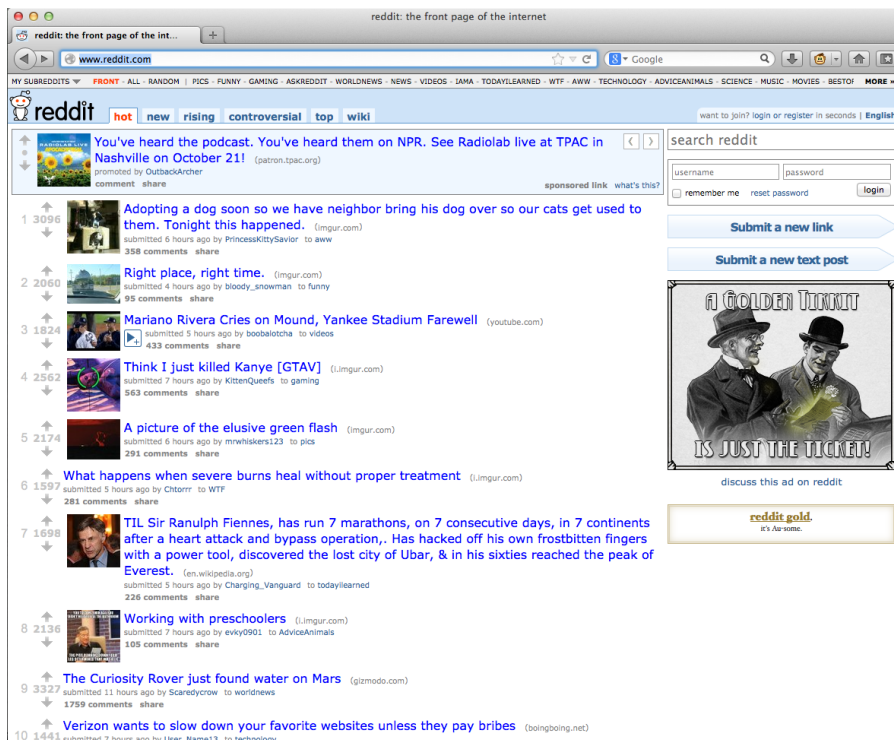 reddit: the front page of the internet
reddit: the front page of the int...
www.reddit.com
Google
MY SUBREDDITS FRONT - ALL - RANDOM | PICS - FUNNY - GAMING - ASKREDDIT - WORLDNEWS - NEWS - VIDEOS - IAMA - TODAYILEARNED - WTF - AWW - TECHNOLOGY - ADVICEANIMALS - SCIENCE - MUSIC - MOVIES - BESTOF MORE »
reddit hot new rising controversial top wiki
want to join? login or register in seconds | English
You've heard the podcast. You've heard them on NPR. See Radiolab live at TPAC in
Nashville on October 21! (patron.tpac.org)
promoted by OutbackArcher
comment share
sponsored link what's this?
RADIOLAB LIVE
1 3096
Adopting a dog soon so we have neighbor bring his dog over so our cats get used to
them. Tonight this happened. (imgur.com)
submitted 6 hours ago by PrincessKittySavior to aww
358 comments share
2 2060
Right place, right time. (imgur.com)
submitted 4 hours ago by bloody_snowman to funny
95 comments share
3 1824
Mariano Rivera Cries on Mound, Yankee Stadium Farewell (youtube.com)
submitted 5 hours ago by boobalotcha to videos
433 comments share
4 2562
Think I just killed Kanye [GTAV] (i.imgur.com)
submitted 7 hours ago by KittenQueefs to gaming
563 comments share
5 2174
A picture of the elusive green flash (imgur.com)
submitted 6 hours ago by mrwhiskers123 to pics
291 comments share
6 1597
What happens when severe burns heal without proper treatment (i.imgur.com)
submitted 5 hours ago by Chtorrr to WTF
281 comments share
7 1698
TIL Sir Ranulph Fiennes, has run 7 marathons, on 7 consecutive days, in 7 continents
after a heart attack and bypass operation,. Has hacked off his own frostbitten fingers
with a power tool, discovered the lost city of Ubar, & in his sixties reached the peak of
Everest. (en.wikipedia.org)
submitted 5 hours ago by Charging_Vanguard to todayilearned
226 comments share
8 2136
Working with preschoolers (i.imgur.com)
submitted 7 hours ago by evky0901 to AdviceAnimals
105 comments share
9 3327
The Curiosity Rover just found water on Mars (gizmodo.com)
submitted 11 hours ago by Scaredycrow to worldnews
1759 comments share
10 1441
Verizon wants to slow down your favorite websites unless they pay bribes (boingboing.net)
submitted 7 hours ago by User_Name13 to technology
search reddit
username password
remember me reset password login
Submit a new link
Submit a new text post
A GOLDEN TIKKIT
IS JUST THE TICKET!
discuss this ad on reddit
reddit gold.
it's Au-some.